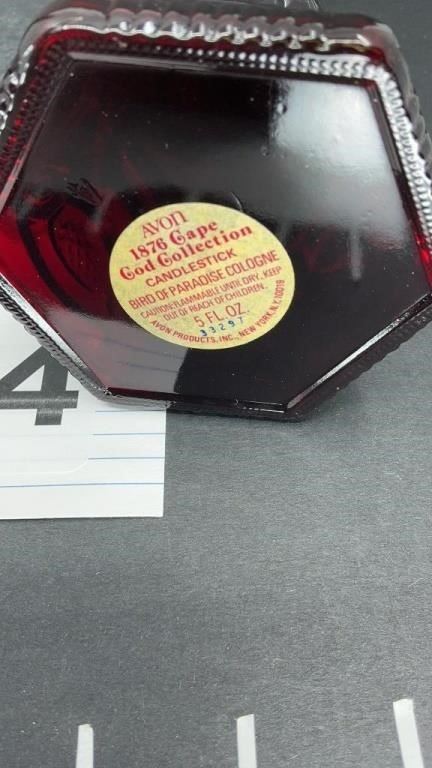 AVON
1876 Cape
Cod Collection
CANDLESTICK
BIRD OF PARADISE COLOGNE
CAUTION: FLAMMABLE UNTIL DRY. KEEP
OUT OF REACH OF CHILDREN.
5 FL. OZ.
3329T
AVON PRODUCTS, INC., NEW YORK, N.Y. 10019
4